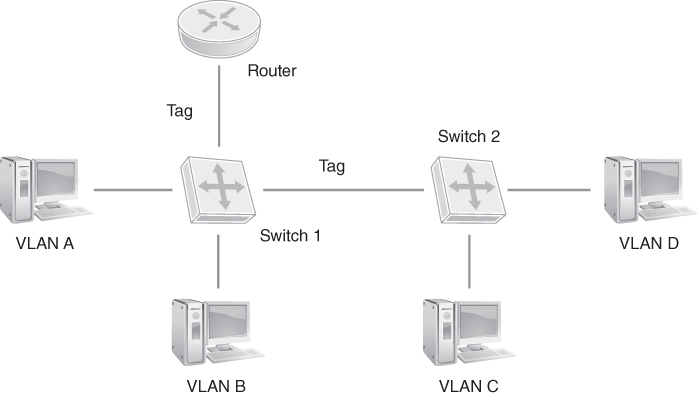 Router
Tag
Switch 2
Tag
VLAN A
Switch 1
VLAN D
VLAN B
VLAN C